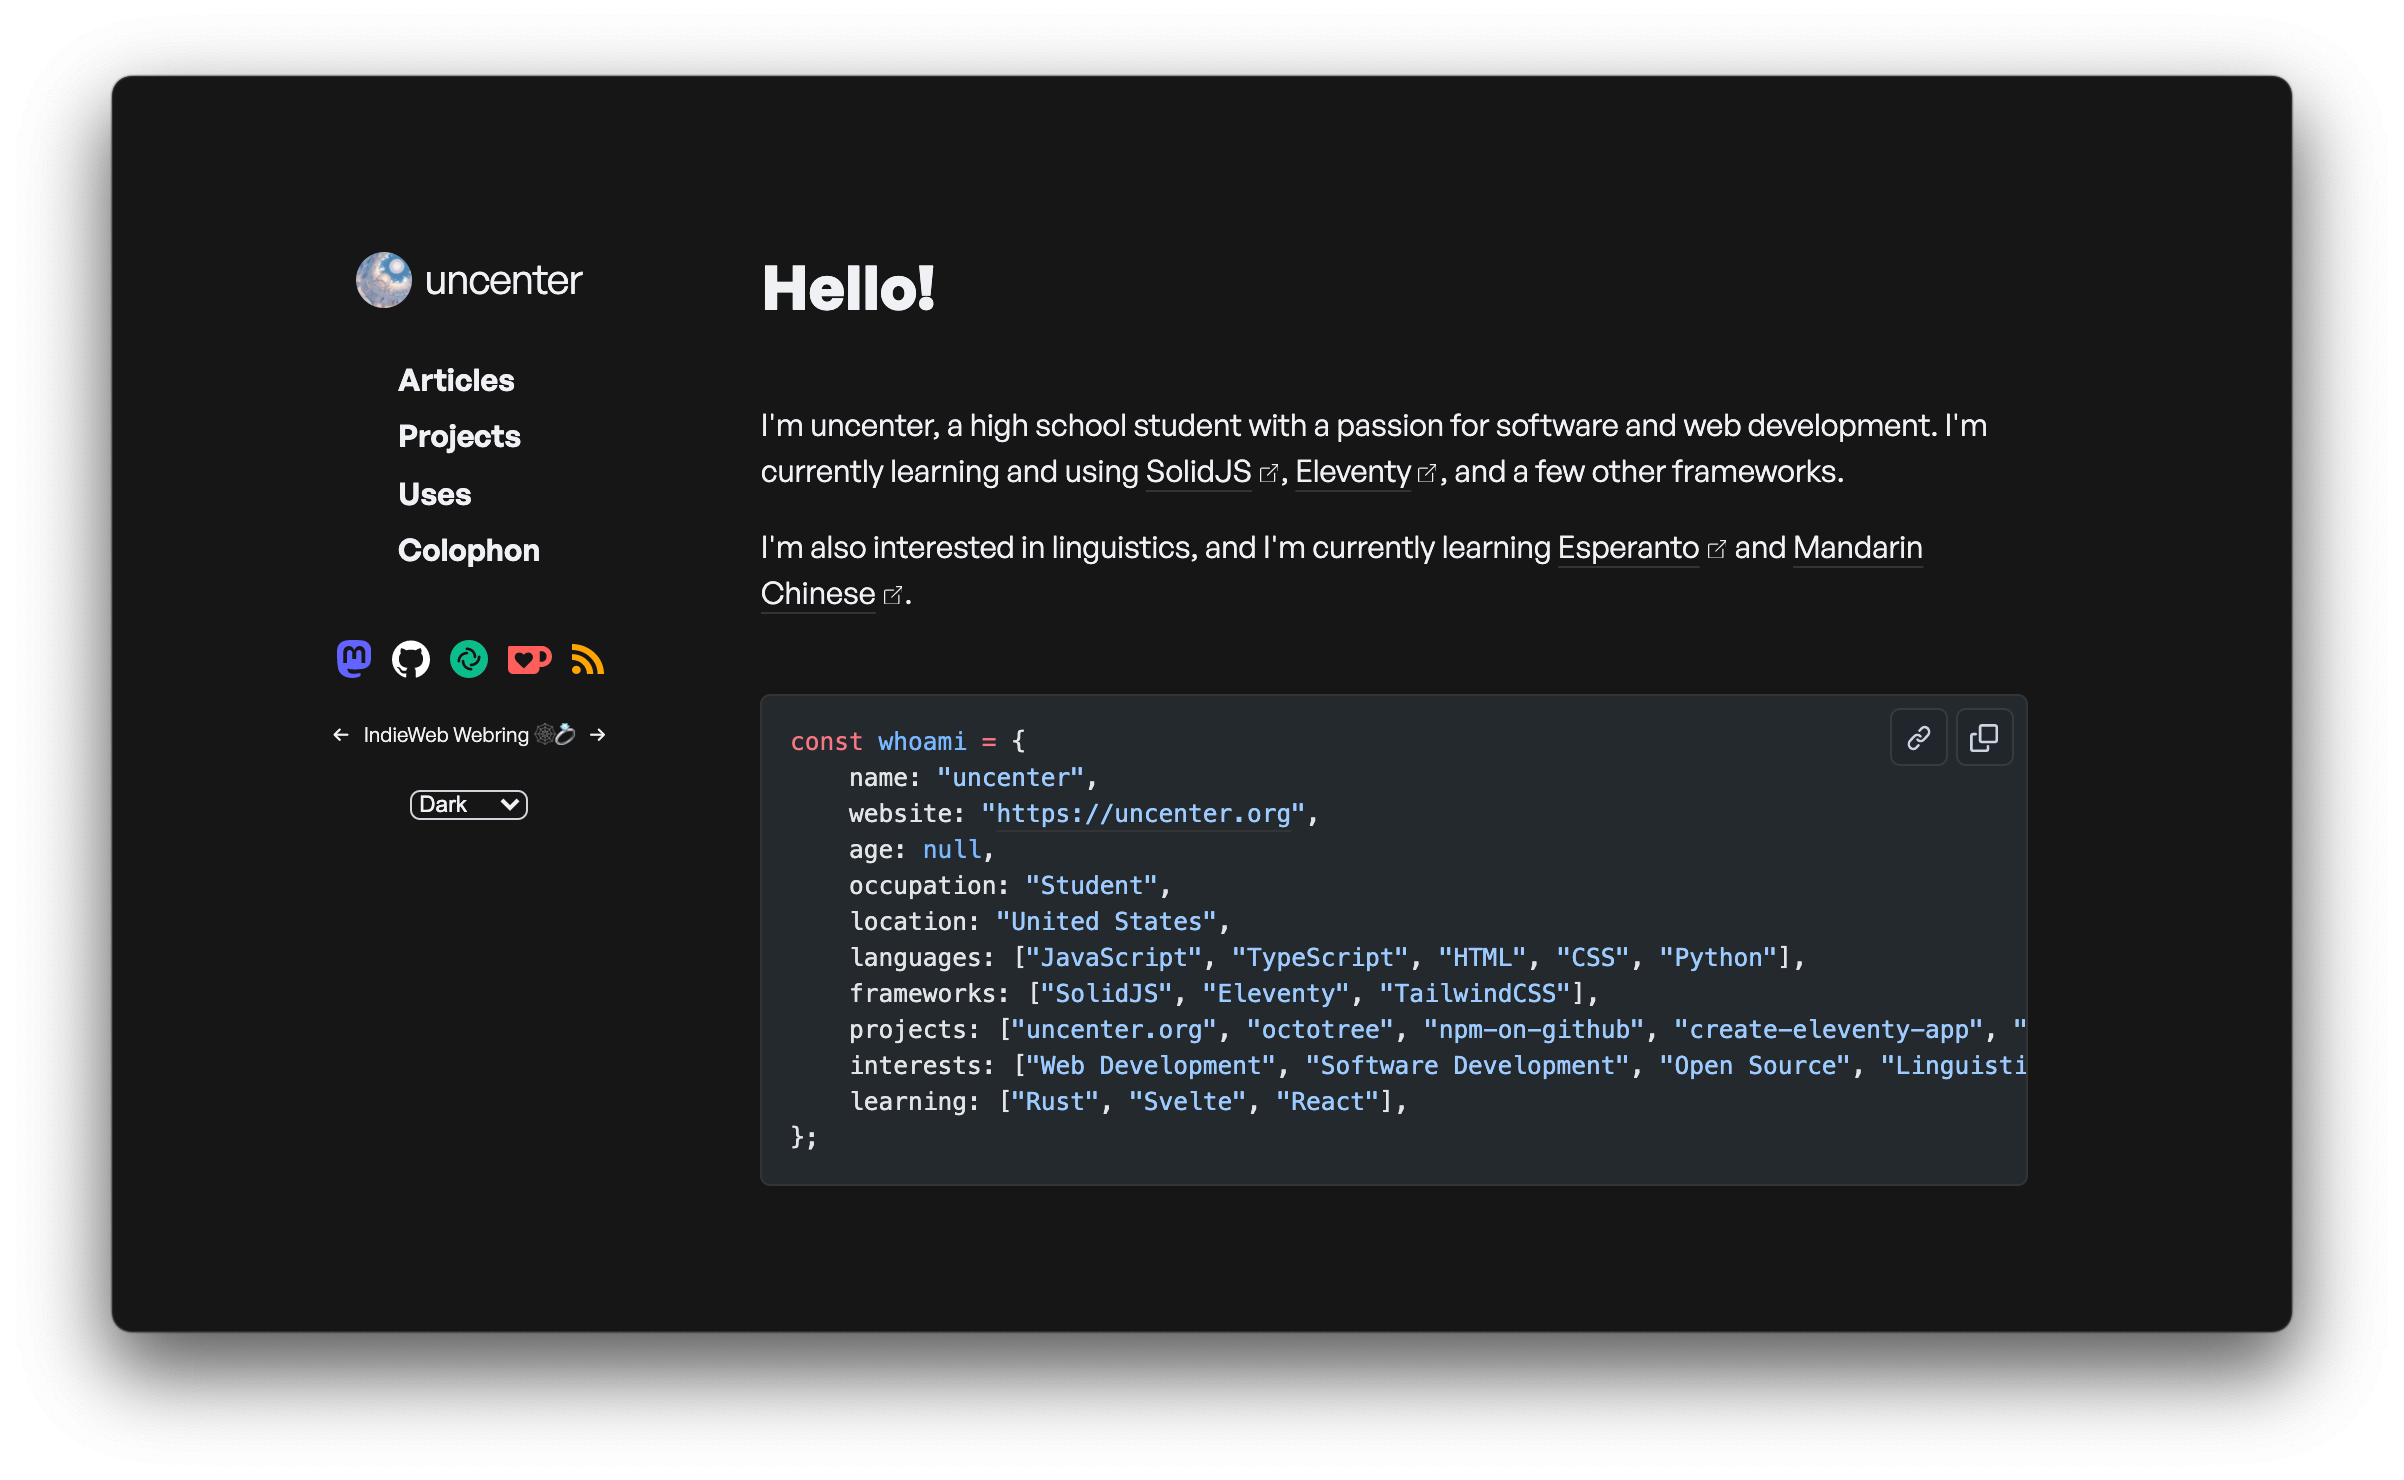 uncenter
Articles
Projects
Uses
Colophon
← IndieWeb Webring 🕸️💍 →
Dark
Hello!
I'm uncenter, a high school student with a passion for software and web development. I'm
currently learning and using SolidJS, Eleventy, and a few other frameworks.
I'm also interested in linguistics, and I'm currently learning Esperanto and Mandarin
Chinese.
const whoami = {
    name: "uncenter",
    website: "https://uncenter.org",
    age: null,
    occupation: "Student",
    location: "United States",
    languages: ["JavaScript", "TypeScript", "HTML", "CSS", "Python"],
    frameworks: ["SolidJS", "Eleventy", "TailwindCSS"],
    projects: ["uncenter.org", "octotree", "npm-on-github", "create-eleventy-app", "
    interests: ["Web Development", "Software Development", "Open Source", "Linguisti
    learning: ["Rust", "Svelte", "React"],
};